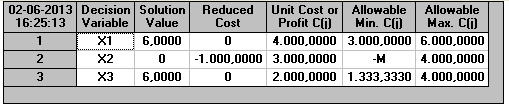 02-06-2013 Decision Solution Reduced Unit Cost or Allowable Allowable
16:25:13 Variable Value Cost Profit C(j) Min. C(j) Max. C(j)
1 X1 6,0000 0 4.000,0000 3.000,0000 6.000,0000
2 X2 0 -1.000,0000 3.000,0000 -M 4.000,0000
3 X3 6,0000 0 2.000,0000 1.333,3330 4.000,0000